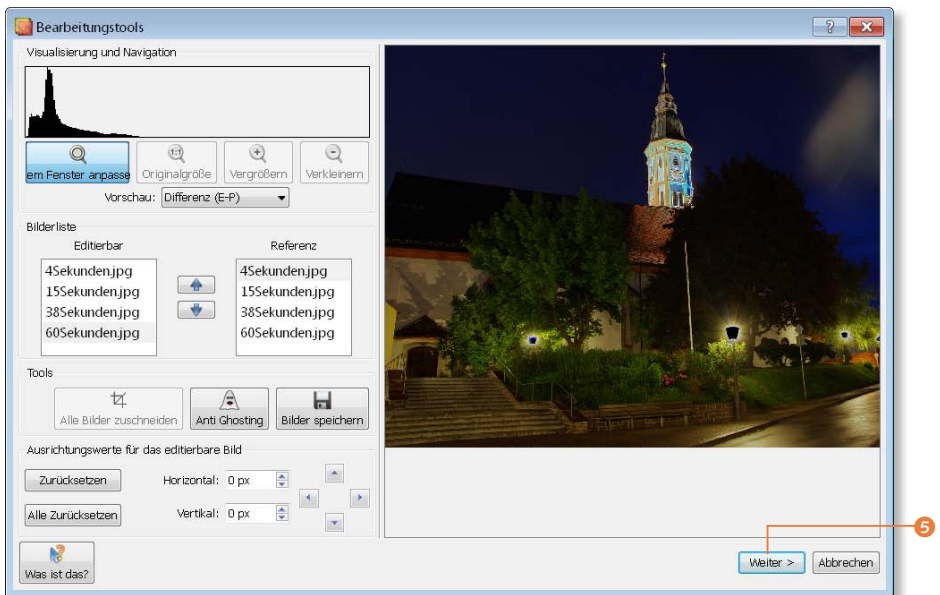 Bearbeitungstools
Visualisierung und Navigation
em Fenster anpasse
Originalgröße
Vergrößern
Verkleinern
Vorschau: Differenz (E-P)
Bilderliste
Editierbar
Referenz
4Sekunden.jpg
15Sekunden.jpg
38Sekunden.jpg
60Sekunden.jpg
4Sekunden.jpg
15Sekunden.jpg
38Sekunden.jpg
60Sekunden.jpg
Tools
Alle Bilder zuschneiden
Anti Ghosting
Bilder speichern
Ausrichtungswerte für das editierbare Bild
Zurücksetzen
Horizontal: 0 px
Alle Zurücksetzen
Vertikal: 0 px
Was ist das?
Weiter >
Abbrechen
5